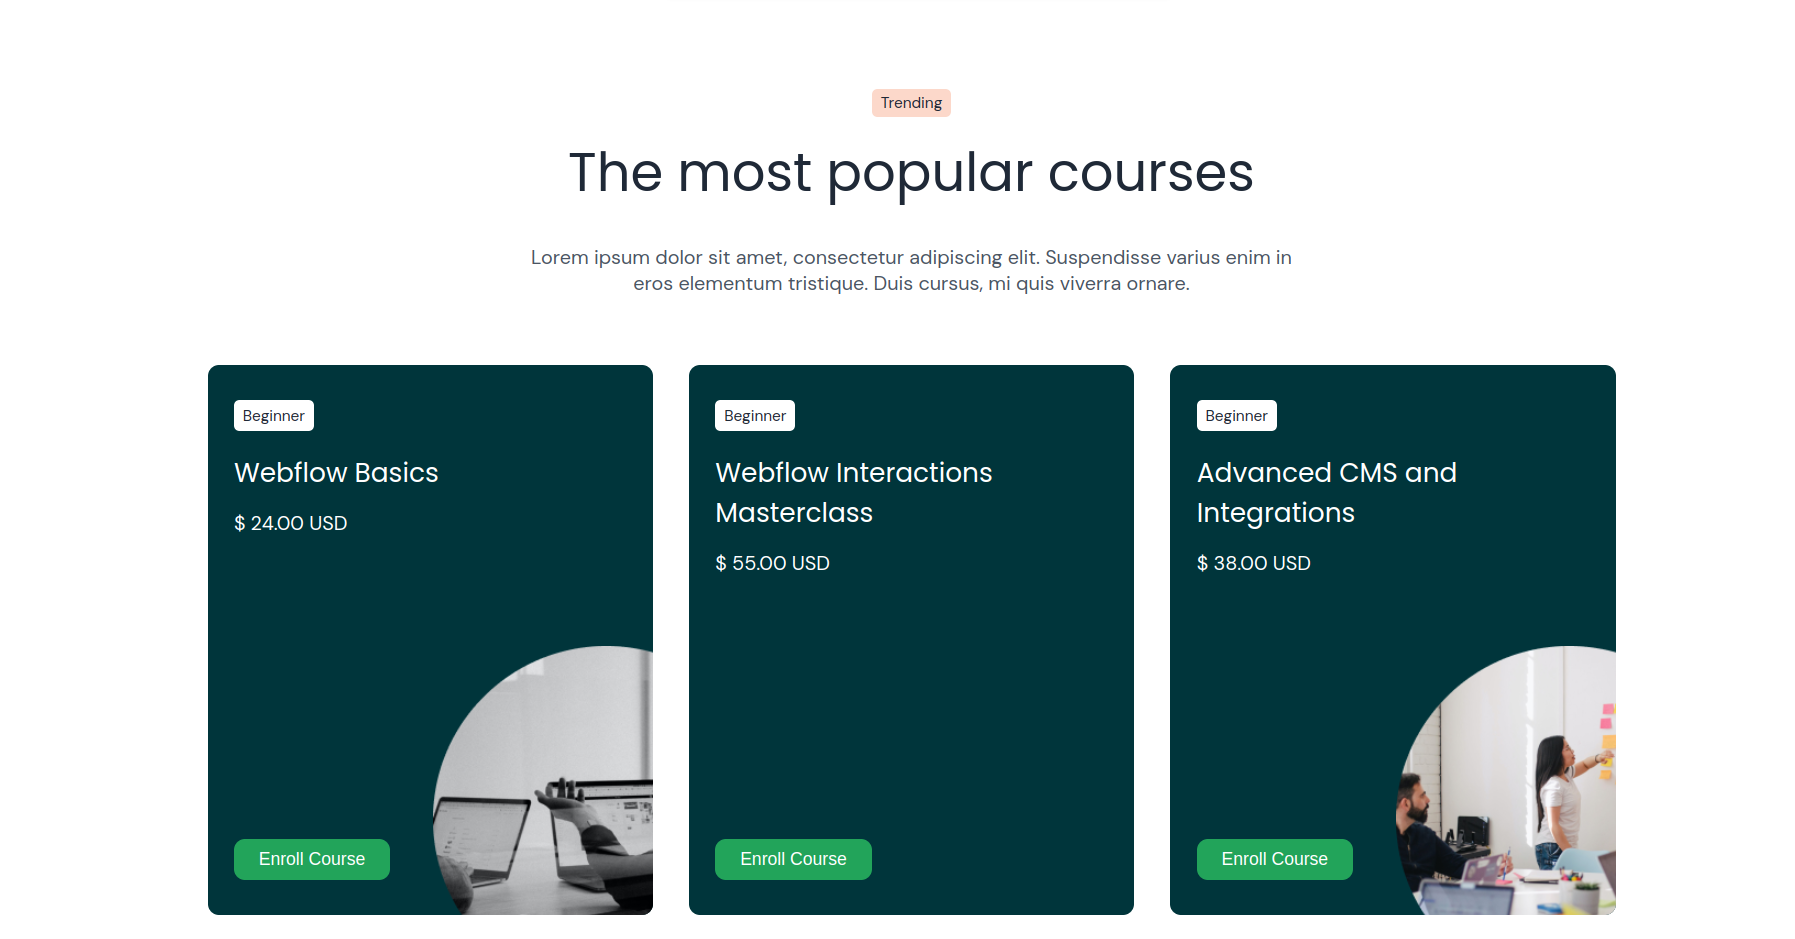 Trending
The most popular courses
Lorem ipsum dolor sit amet, consectetur adipiscing elit. Suspendisse varius enim in
eros elementum tristique. Duis cursus, mi quis viverra ornare.
Beginner
Webflow Basics
$ 24.00 USD
Enroll Course
Beginner
Webflow Interactions
Masterclass
$ 55.00 USD
Enroll Course
Beginner
Advanced CMS and
Integrations
$ 38.00 USD
Enroll Course